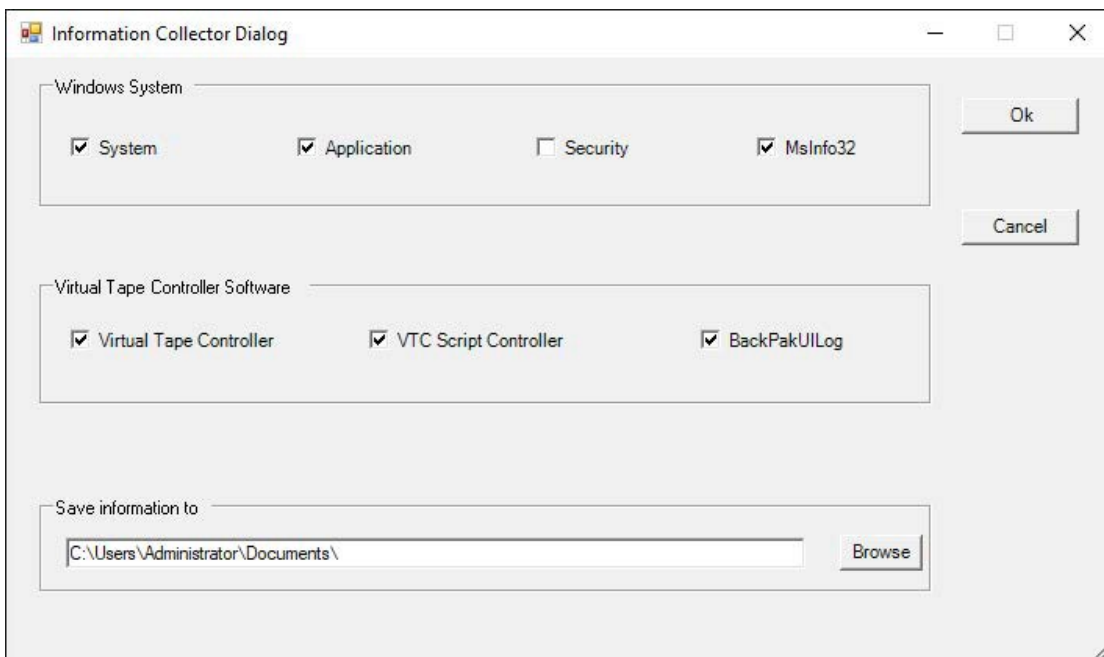 Information Collector Dialog
Windows System
System Application Security MsInfo32
Ok
Cancel
Virtual Tape Controller Software
Virtual Tape Controller VTC Script Controller BackPakUILog
Save information to
C:\Users\Administrator\Documents\ Browse